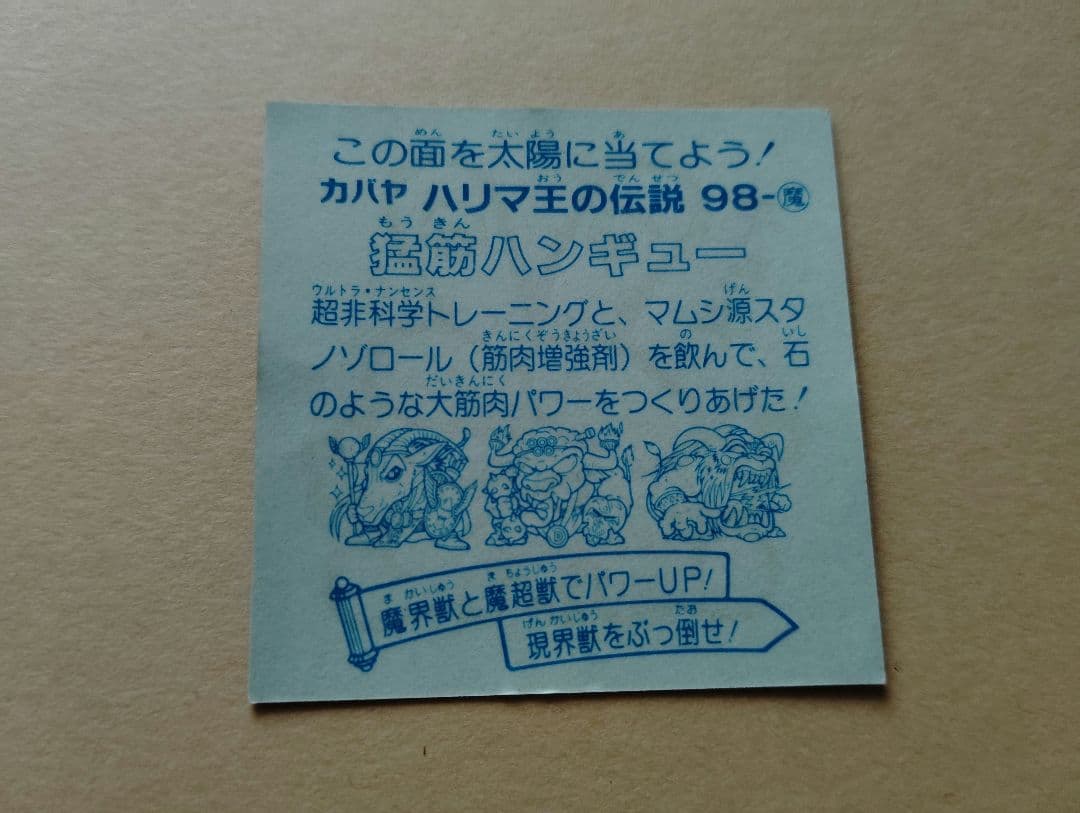 この面を太陽に当てよう!
カバヤ ハリマ王の伝説 98-魔
猛筋ハンギュー
超非科学トレーニングと、マムシ源スタ
ノゾロール（筋肉増強剤）を飲んで、石
のような大筋肉パワーをつくりあげた!
魔界獣と魔超獣でパワーUP!
現界獣をぶっ倒せ!